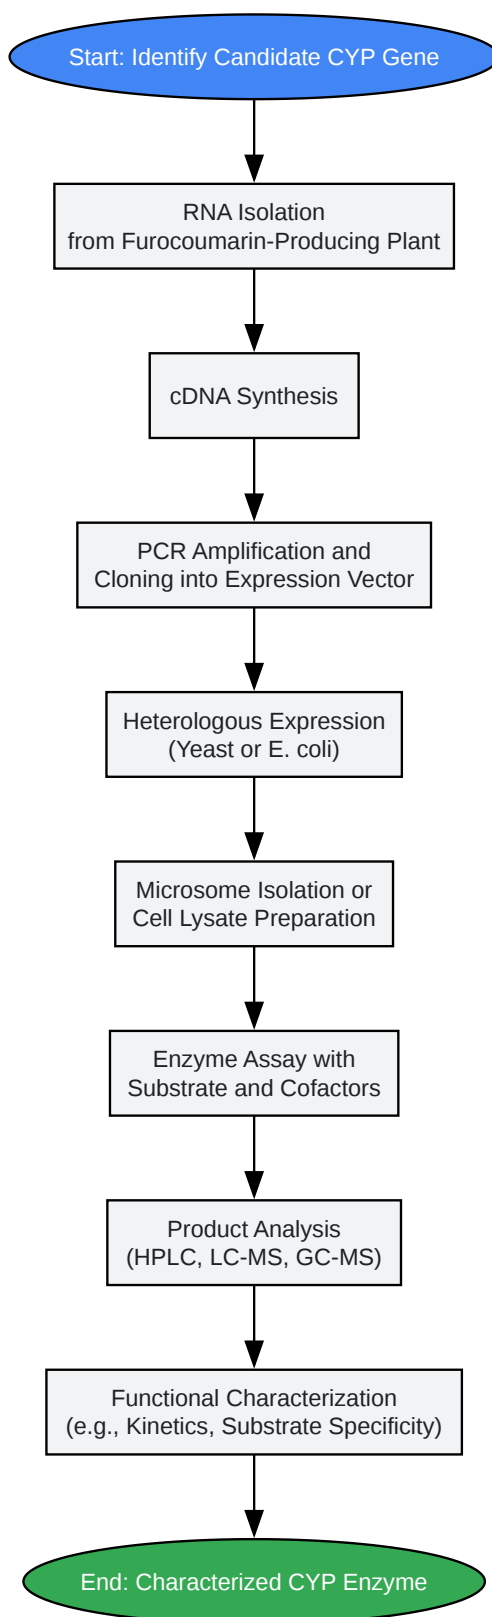 Start: Identify Candidate CYP Gene
RNA Isolation
from Furocoumarin-Producing Plant
cDNA Synthesis
PCR Amplification and
Cloning into Expression Vector
Heterologous Expression
(Yeast or E. coli)
Microsome Isolation or
Cell Lysate Preparation
Enzyme Assay with
Substrate and Cofactors
Product Analysis
(HPLC, LC-MS, GC-MS)
Functional Characterization
(e.g., Kinetics, Substrate Specificity)
End: Characterized CYP Enzyme